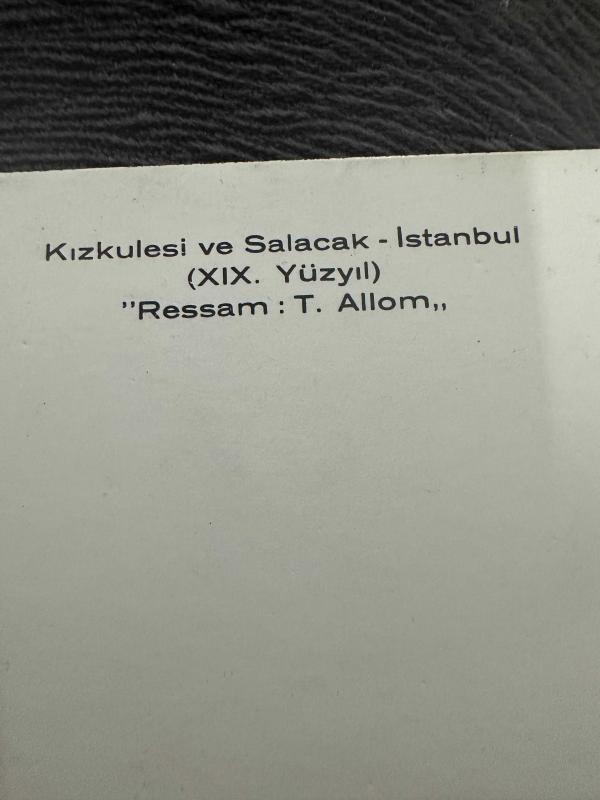 Kızkulesi ve Salacak - İstanbul
(XIX. Yüzyıl)
’’Ressam : T. Allom,,